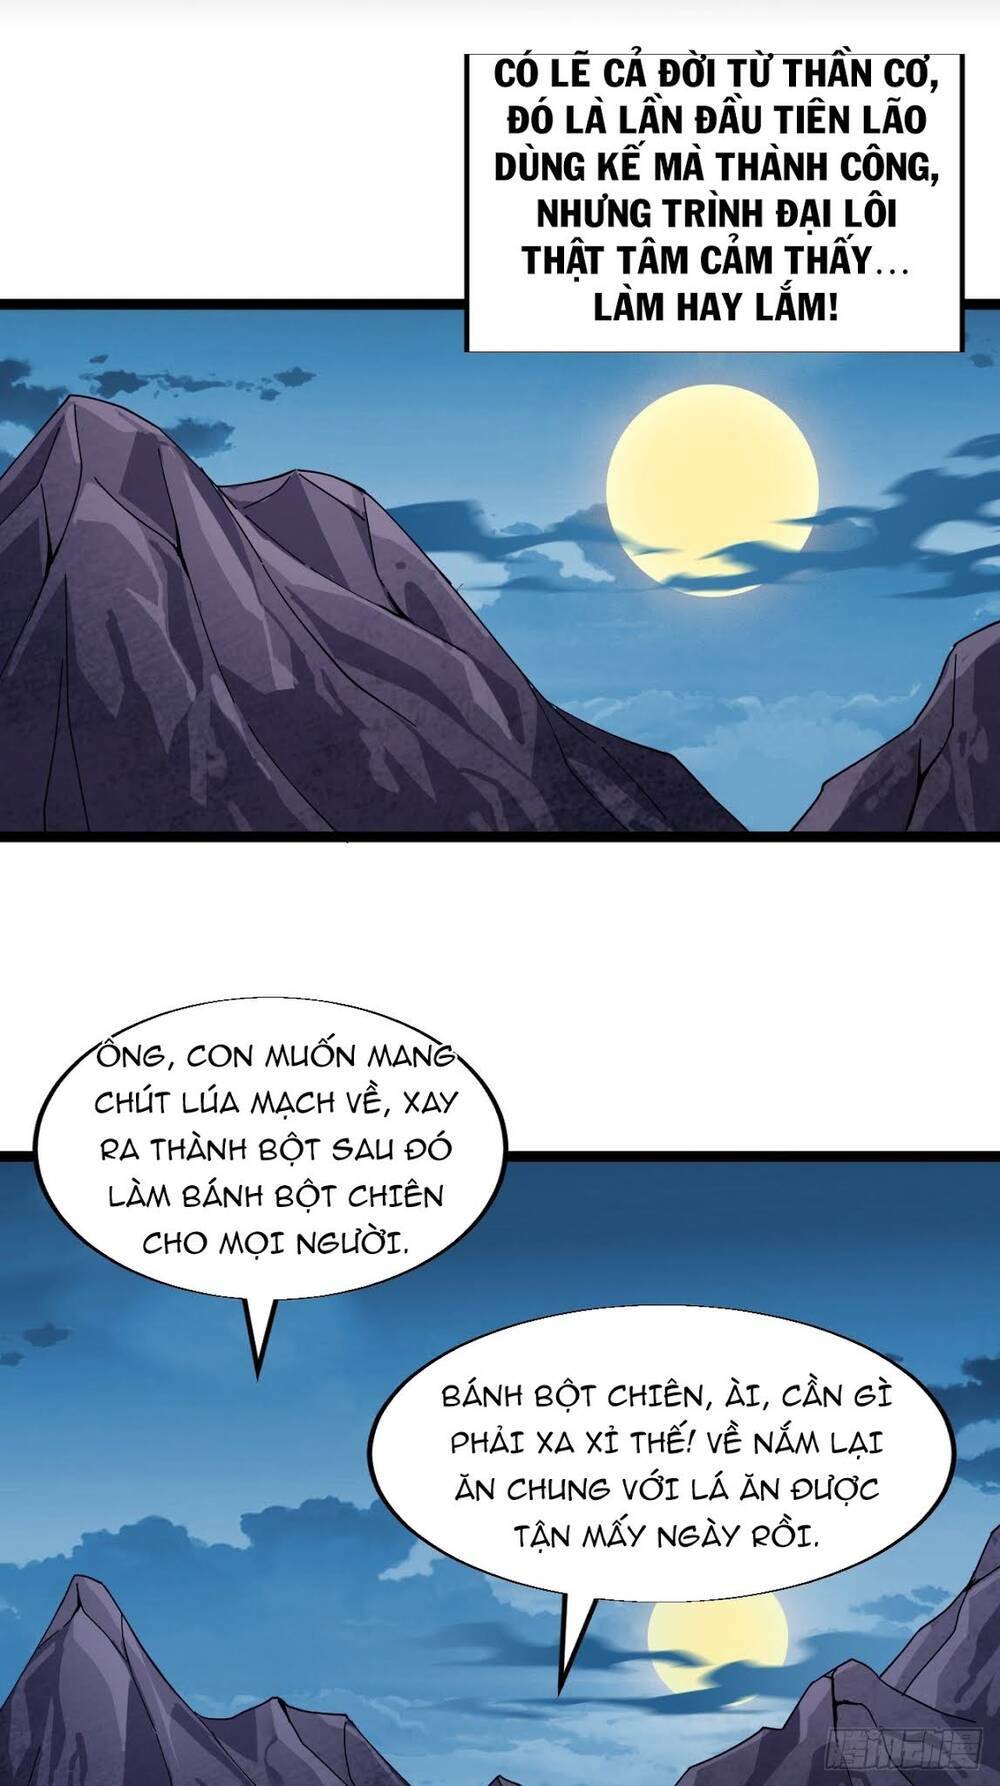 CÓ LẼ CẢ ĐỜI TỪ THẦN CƠ,
ĐÓ LÀ LẦN ĐẦU TIÊN LÃO
DÙNG KẾ MÀ THÀNH CÔNG,
NHƯNG TRÌNH ĐẠI LÔI
THẬT TÂM CẢM THẤY...
LÀM HAY LẮM!
ÔNG, CON MUỐN MANG
CHÚT LÚA MẠCH VỀ, XAY
RA THÀNH BỘT SAU ĐÓ
LÀM BÁNH BỘT CHIÊN
CHO MỌI NGƯỜI.
BÁNH BỘT CHIÊN, ÀI, CẦN GÌ
PHẢI XA XỈ THẾ! VỀ NẮM LẠI
ĂN CHUNG VỚI LÁ ĂN ĐƯỢC
TẬN MẤY NGÀY RỒI.